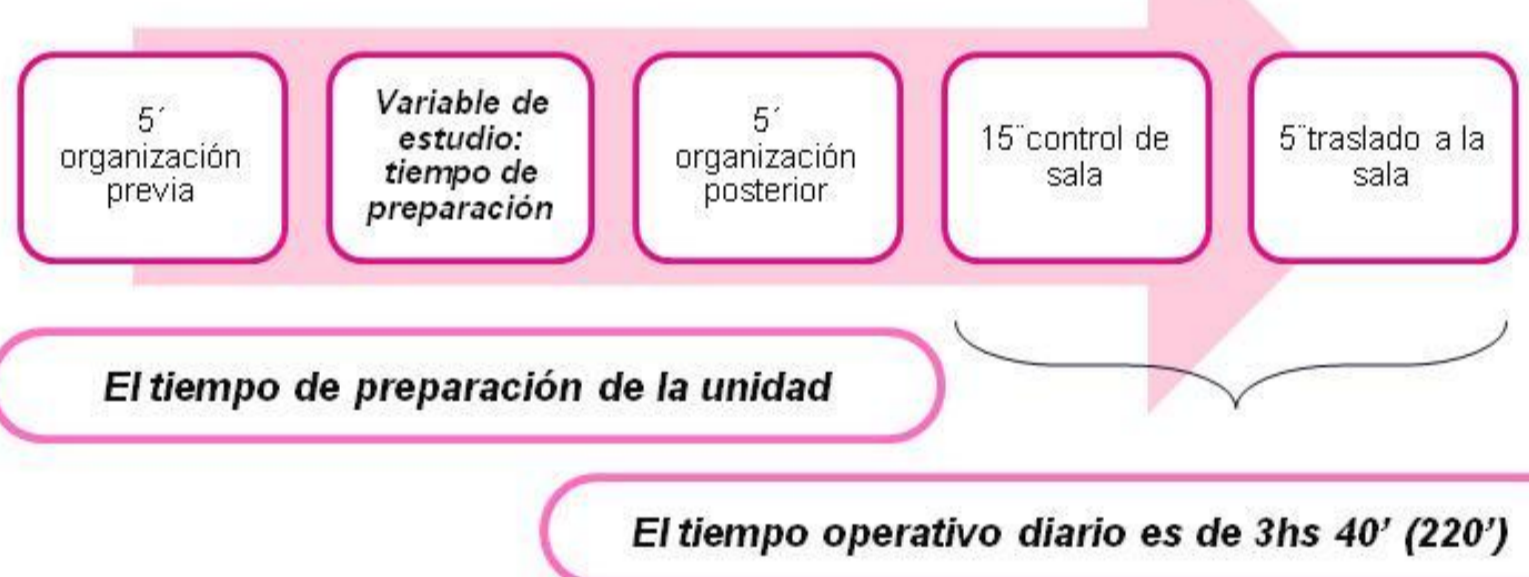 5´
organización
previa
Variable de
estudio:
tiempo de
preparación
5´
organización
posterior
15¨control de
sala
5¨traslado a la
sala
El tiempo de preparación de la unidad
El tiempo operativo diario es de 3hs 40’ (220’)